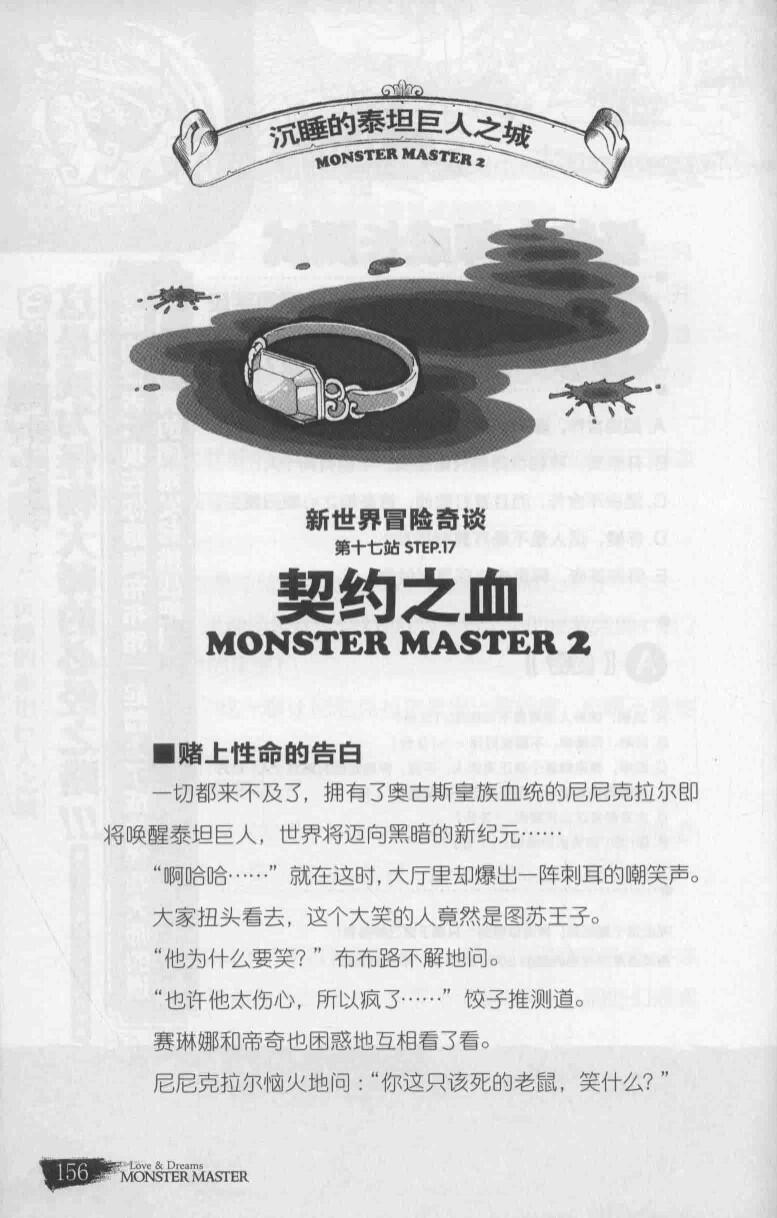 沉睡的泰坦巨人之城
MONSTER MASTER 2
新世界冒险奇谈
第十七站 STEP.17
契约之血
MONSTER MASTER 2
■赌上性命的告白
一切都来不及了，拥有了奥古斯皇族血统的尼尼克拉尔即
将唤醒泰坦巨人，世界将迈向黑暗的新纪元……
“啊哈哈……”就在这时，大厅里却爆出一阵刺耳的嘲笑声。
大家扭头看去，这个大笑的人竟然是图苏王子。
“他为什么要笑？”布布路不解地问。
“也许他太伤心，所以疯了……”饺子推测道。
赛琳娜和帝奇也困惑地互相看了看。
尼尼克拉尔恼火地问：“你这只该死的老鼠，笑什么？”
156
Love & Dreams
MONSTER MASTER